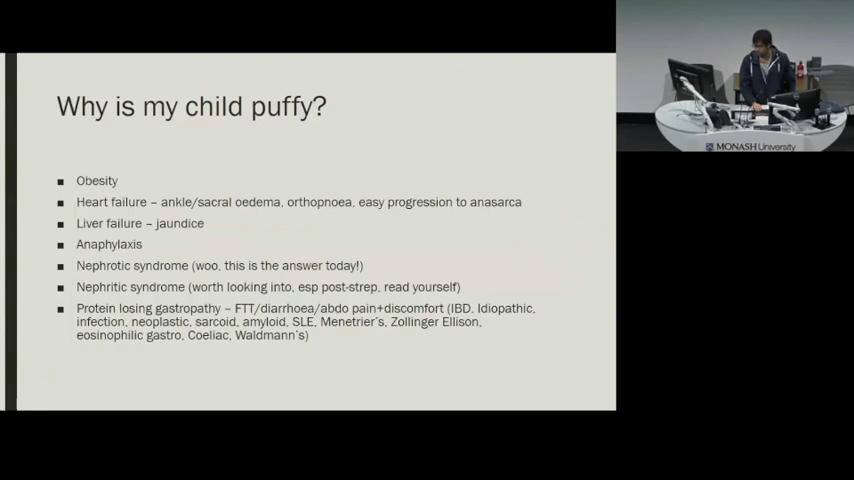 Why is my child puffy?
Obesity
Heart failure – ankle/sacral oedema, orthopnoea, easy progression to anasarca
Liver failure – jaundice
Anaphylaxis
Nephrotic syndrome (woo, this is the answer today!)
Nephritic syndrome (worth looking into, esp post-strep, read yourself)
Protein losing gastropathy – FTT/diarrhoea/abdo pain+discomfort (IBD. Idiopathic,
infection, neoplastic, sarcoid, amyloid, SLE, Menetrier's, Zollinger Ellison,
eosinophilic gastro, Coeliac, Waldmann's)
MONASH University